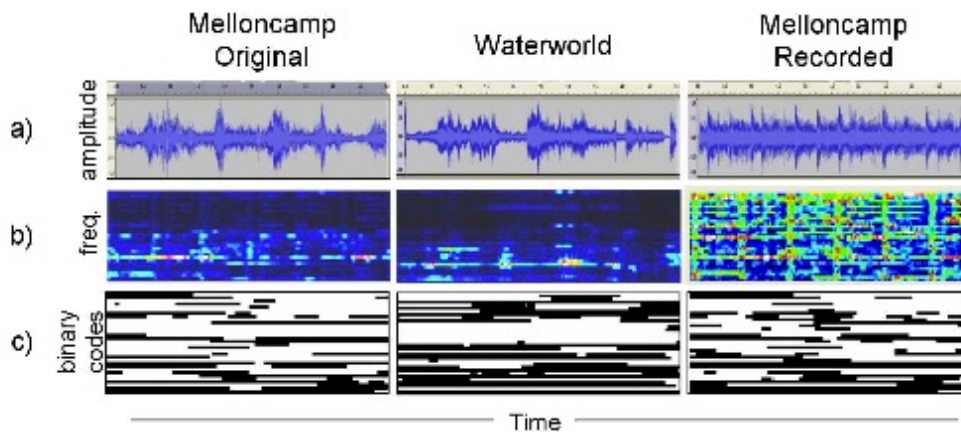 Melloncamp
Original
Waterworld
Melloncamp
Recorded
a)
amplitude
b)
freq.
c)
binary
codes
Time